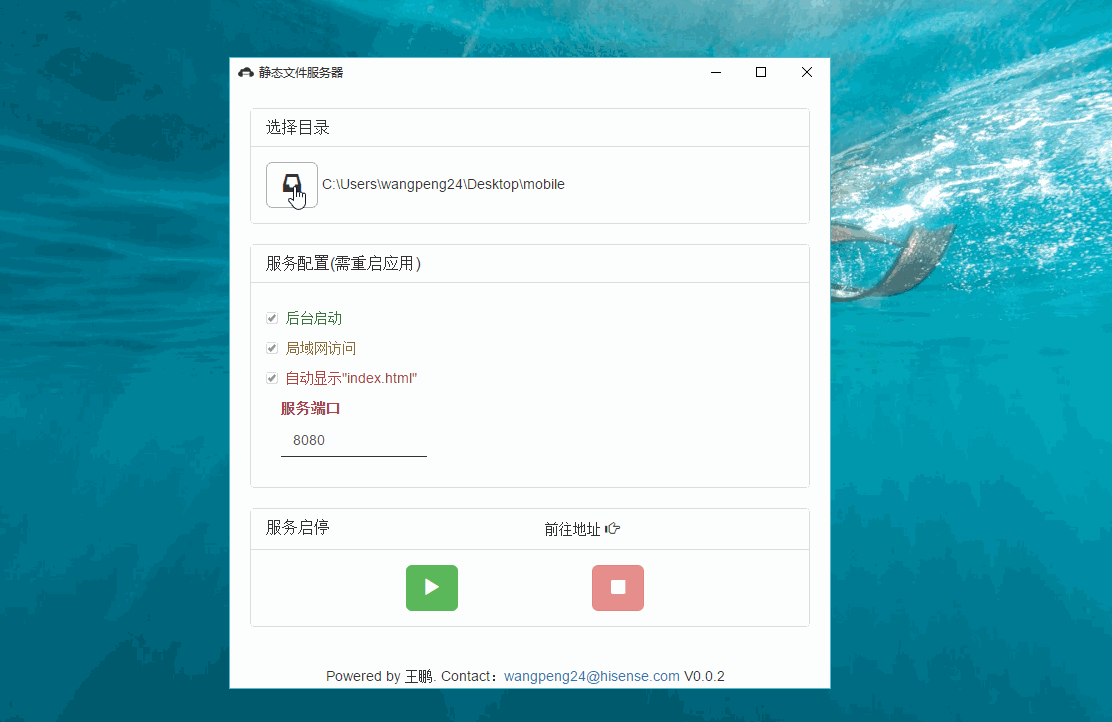 静态文件服务器
选择目录
C:\Users\wangpeng24\Desktop\mobile
服务配置(需重启应用)
后台启动
局域网访问
自动显示"index.html"
服务端口
8080
服务启停 前往地址
Powered by 王鹏. Contact：wangpeng24@hisense.com V0.0.2